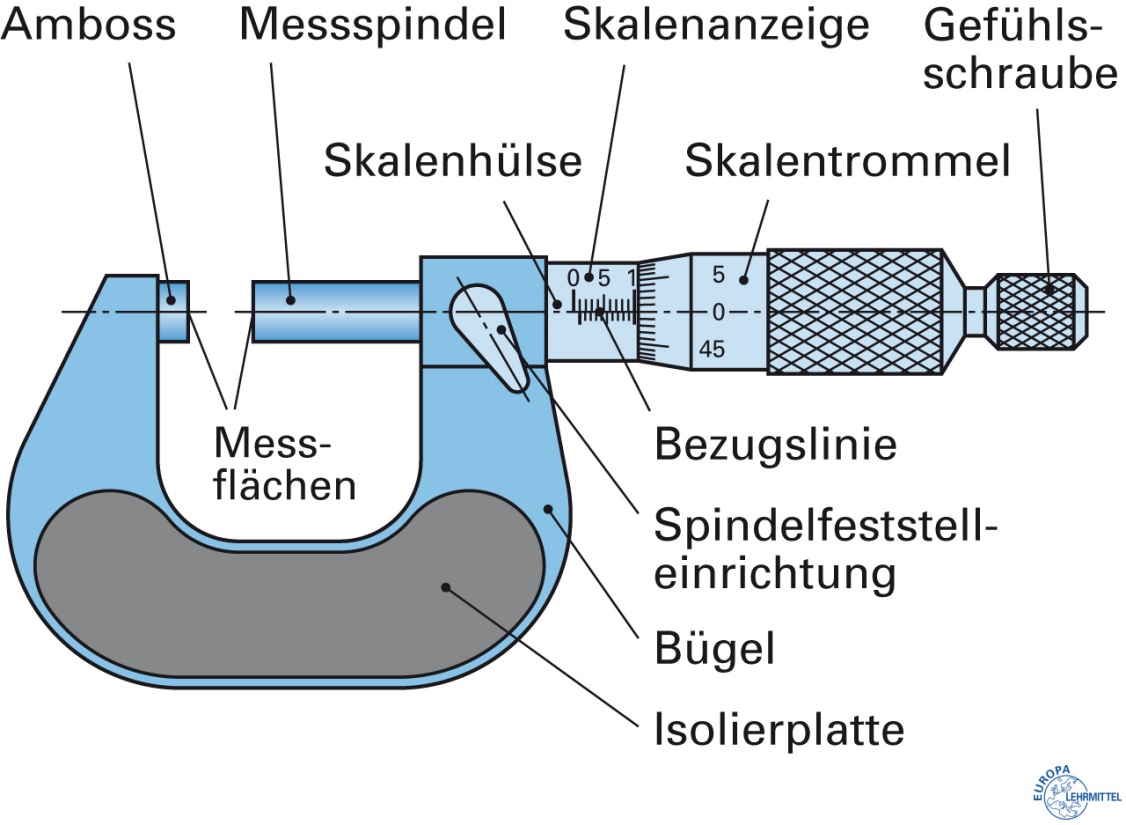 Amboss
Messspindel
Skalenanzeige
Gefühls-
schraube
Skalenhülse
Skalentrommel
0 5 1
5
0
45
Mess-
flächen
Bezugslinie
Spindelfeststell-
einrichtung
Bügel
Isolierplatte
EUROPA
LEHRMITTEL